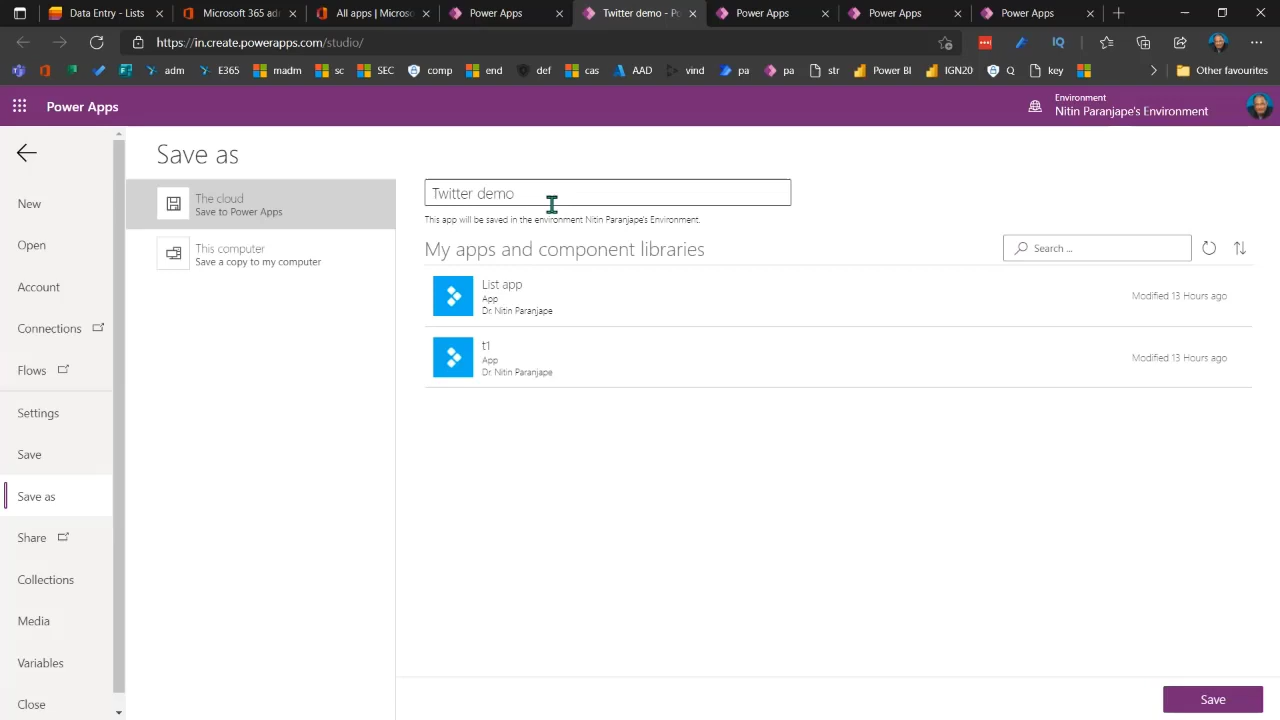 Data Entry - Lists
Microsoft 365 ad
All apps | Micros
Power Apps
Twitter demo - Po
Power Apps
Power Apps
Power Apps
https://in.create.powerapps.com/studio/
IQ
adm
E365
madm
sc
SEC
comp
end
def
cas
AAD
vind
pa
pa
str
Power BI
IGN20
Q
key
Other favourites
Power Apps
Environment
Nitin Paranjape's Environment
Save as
New
Open
Account
Connections
Flows
Settings
Save
Save as
Share
Collections
Media
Variables
Close
The cloud
Save to Power Apps
This computer
Save a copy to my computer
Twitter demo
This app will be saved in the environment Nitin Paranjape's Environment.
My apps and component libraries
Search ...
List app
App
Dr. Nitin Paranjape
Modified 13 Hours ago
t1
App
Dr. Nitin Paranjape
Modified 13 Hours ago
Save